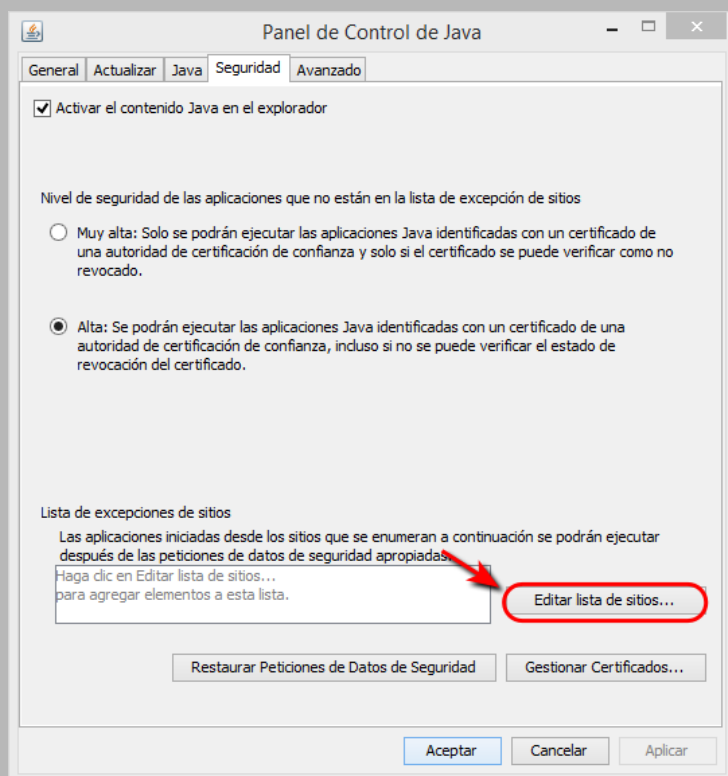 Panel de Control de Java
General Actualizar Java Seguridad Avanzado
Activar el contenido Java en el explorador
Nivel de seguridad de las aplicaciones que no están en la lista de excepción de sitios
Muy alta: Solo se podrán ejecutar las aplicaciones Java identificadas con un certificado de
una autoridad de certificación de confianza y solo si el certificado se puede verificar como no
revocado.
Alta: Se podrán ejecutar las aplicaciones Java identificadas con un certificado de una
autoridad de certificación de confianza, incluso si no se puede verificar el estado de
revocación del certificado.
Lista de excepciones de sitios
Las aplicaciones iniciadas desde los sitios que se enumeran a continuación se podrán ejecutar
después de las peticiones de datos de seguridad apropiadas.
Haga clic en Editar lista de sitios...
para agregar elementos a esta lista.
Editar lista de sitios...
Restaurar Peticiones de Datos de Seguridad Gestionar Certificados...
Aceptar Cancelar Aplicar